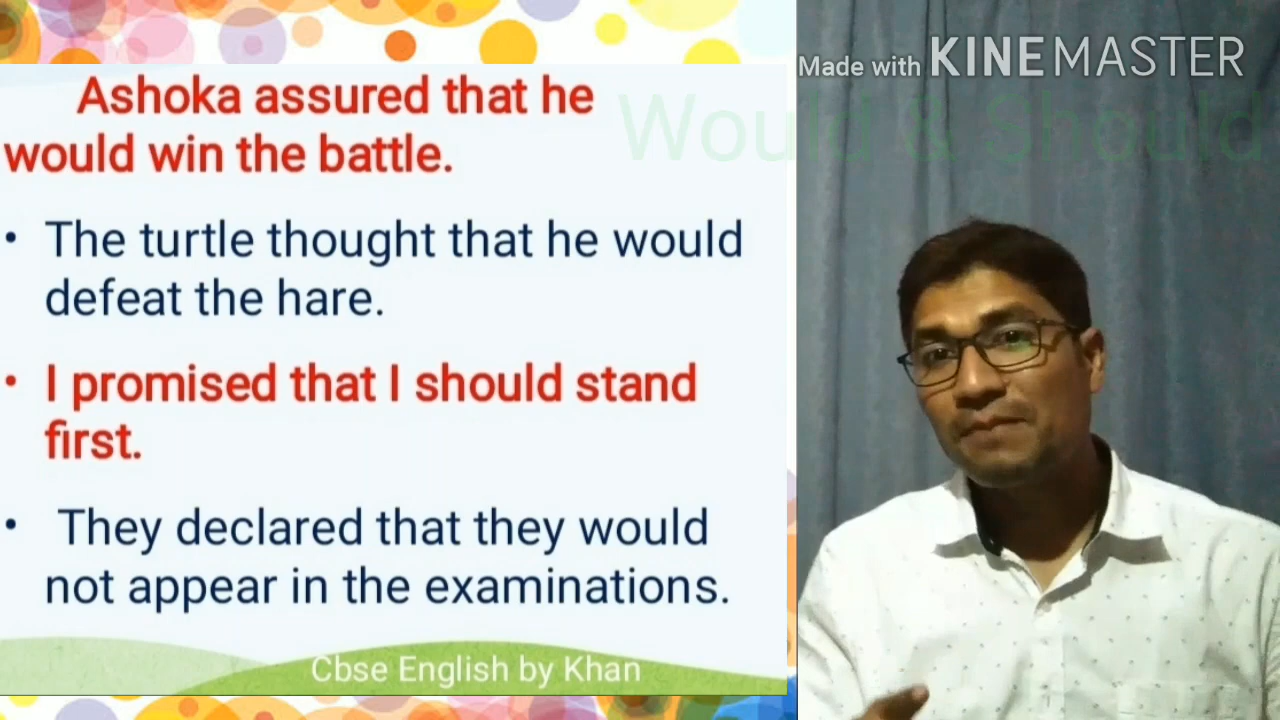 Made with KINEMASTER
Would & Should
Ashoka assured that he
would win the battle.
• The turtle thought that he would
defeat the hare.
• I promised that I should stand
first.
• They declared that they would
not appear in the examinations.
Cbse English by Khan